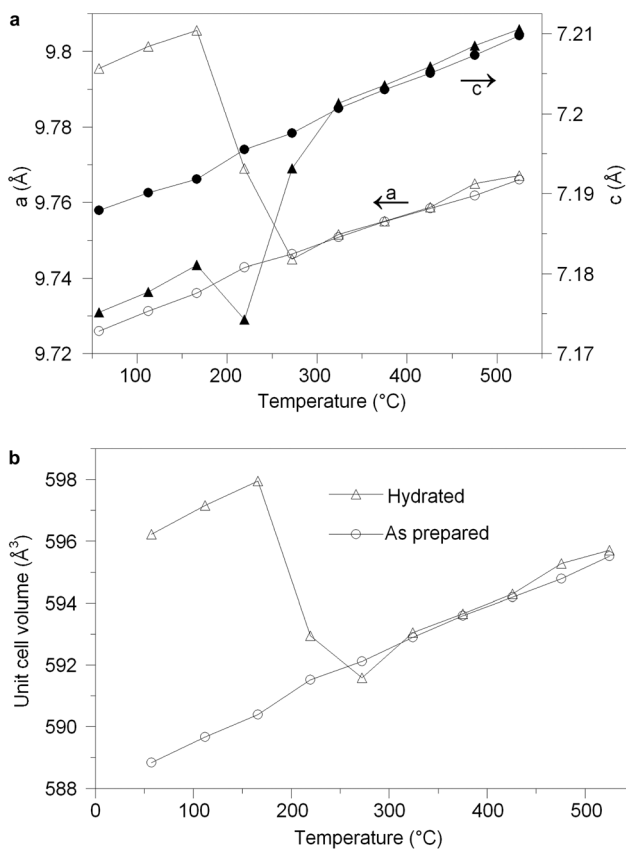 a
9.8
9.78
9.76
9.74
9.72
a (Å)
7.21
7.2
7.19
7.18
7.17
c (Å)
c
a
100 200 300 400 500
Temperature (°C)
b
598
596
594
592
590
588
Unit cell volume (Å³)
Hydrated
As prepared
0 100 200 300 400 500
Temperature (°C)